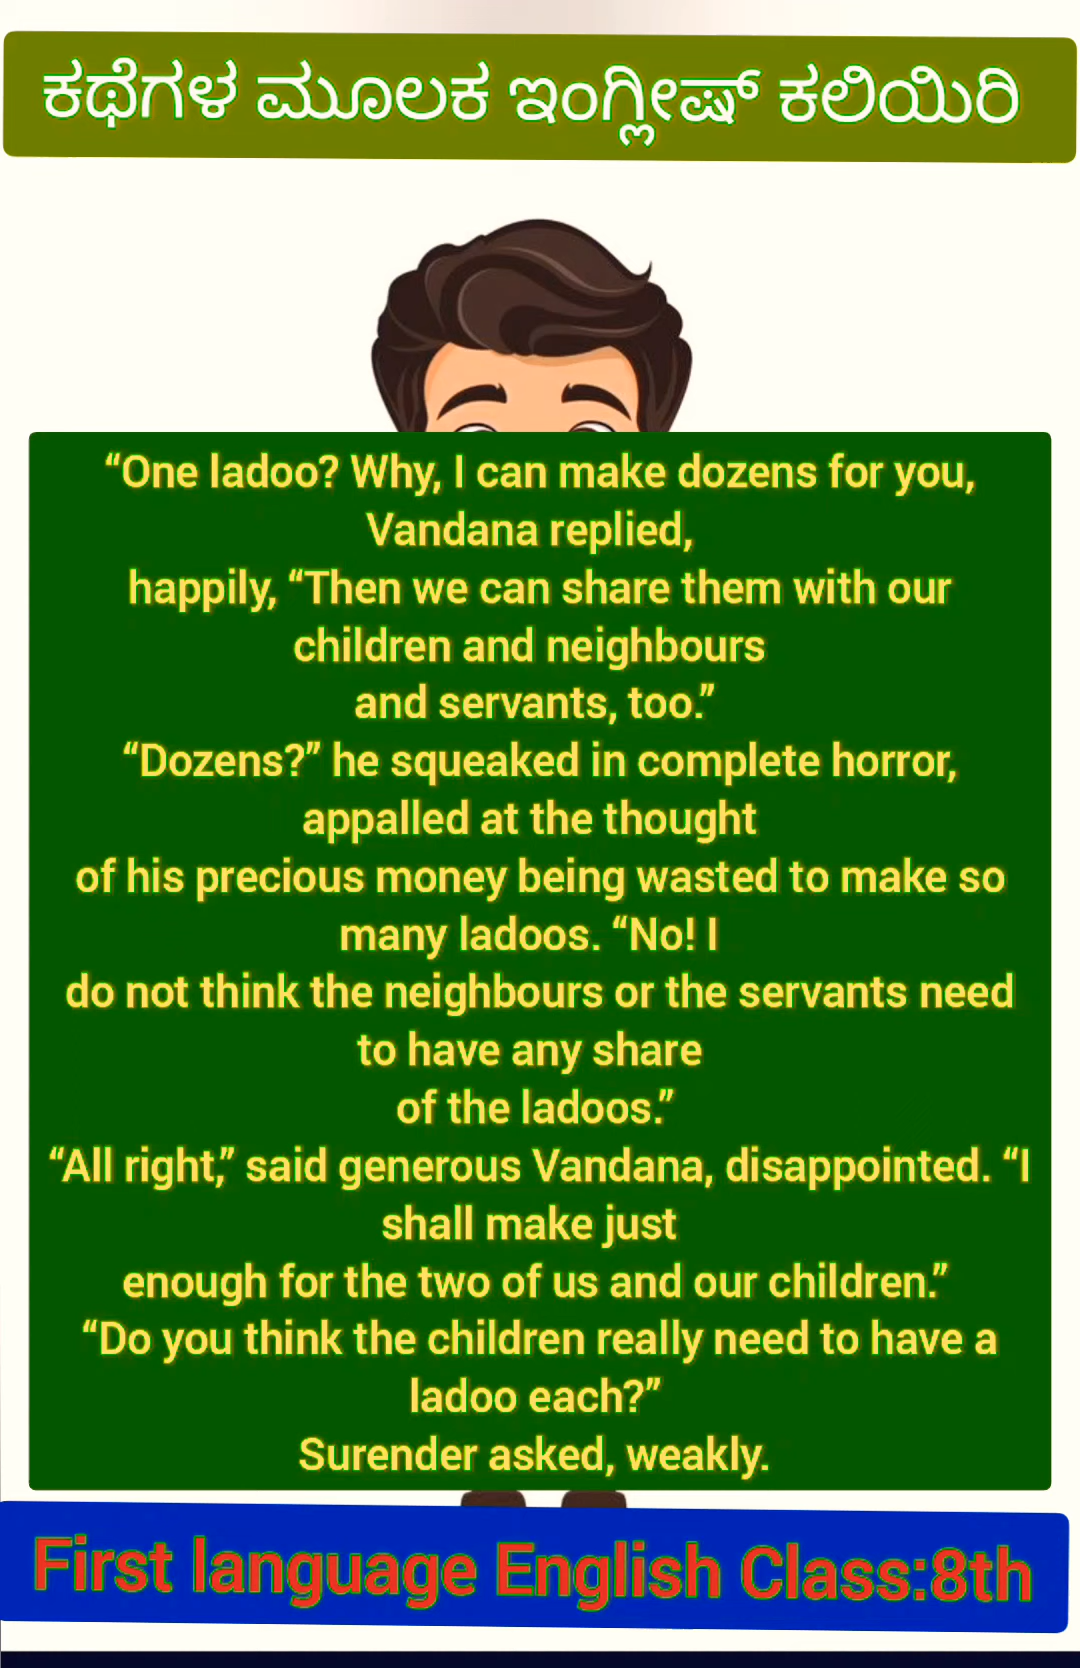 ಕಥೆಗಳ ಮೂಲಕ ಇಂಗ್ಲೀಷ್ ಕಲಿಯಿರಿ
“One ladoo? Why, I can make dozens for you,
Vandana replied,
happily, “Then we can share them with our
children and neighbours
and servants, too.”
“Dozens?” he squeaked in complete horror,
appalled at the thought
of his precious money being wasted to make so
many ladoos. “No! I
do not think the neighbours or the servants need
to have any share
of the ladoos.”
“All right,” said generous Vandana, disappointed. “I
shall make just
enough for the two of us and our children.”
“Do you think the children really need to have a
ladoo each?”
Surender asked, weakly.
First language English Class:8th